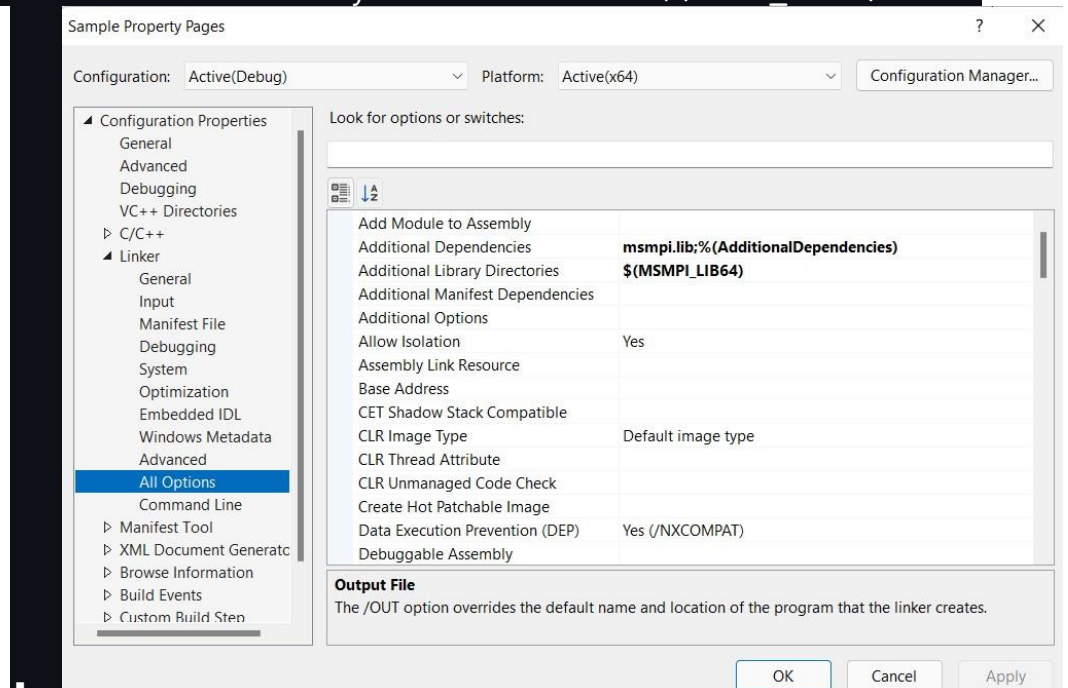 Sample Property Pages ? ×
Configuration: Active(Debug) Platform: Active(x64) Configuration Manager...
Configuration Properties
General
Advanced
Debugging
VC++ Directories
C/C++
Linker
General
Input
Manifest File
Debugging
System
Optimization
Embedded IDL
Windows Metadata
Advanced
All Options
Command Line
Manifest Tool
XML Document Generatc
Browse Information
Build Events
Custom Build Step
Look for options or switches:
Add Module to Assembly
Additional Dependencies msmpi.lib;%(AdditionalDependencies)
Additional Library Directories $(MSMPI_LIB64)
Additional Manifest Dependencies
Additional Options
Allow Isolation Yes
Assembly Link Resource
Base Address
CET Shadow Stack Compatible
CLR Image Type Default image type
CLR Thread Attribute
CLR Unmanaged Code Check
Create Hot Patchable Image
Data Execution Prevention (DEP) Yes (/NXCOMPAT)
Debuggable Assembly
Output File
The /OUT option overrides the default name and location of the program that the linker creates.
OK Cancel Apply